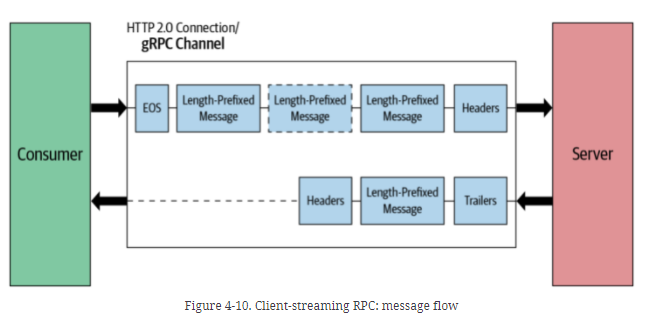 HTTP 2.0 Connection/
gRPC Channel
Consumer
EOS
Length-Prefixed
Message
Length-Prefixed
Message
Length-Prefixed
Message
Headers
Server
Headers
Length-Prefixed
Message
Trailers
Figure 4-10. Client-streaming RPC: message flow